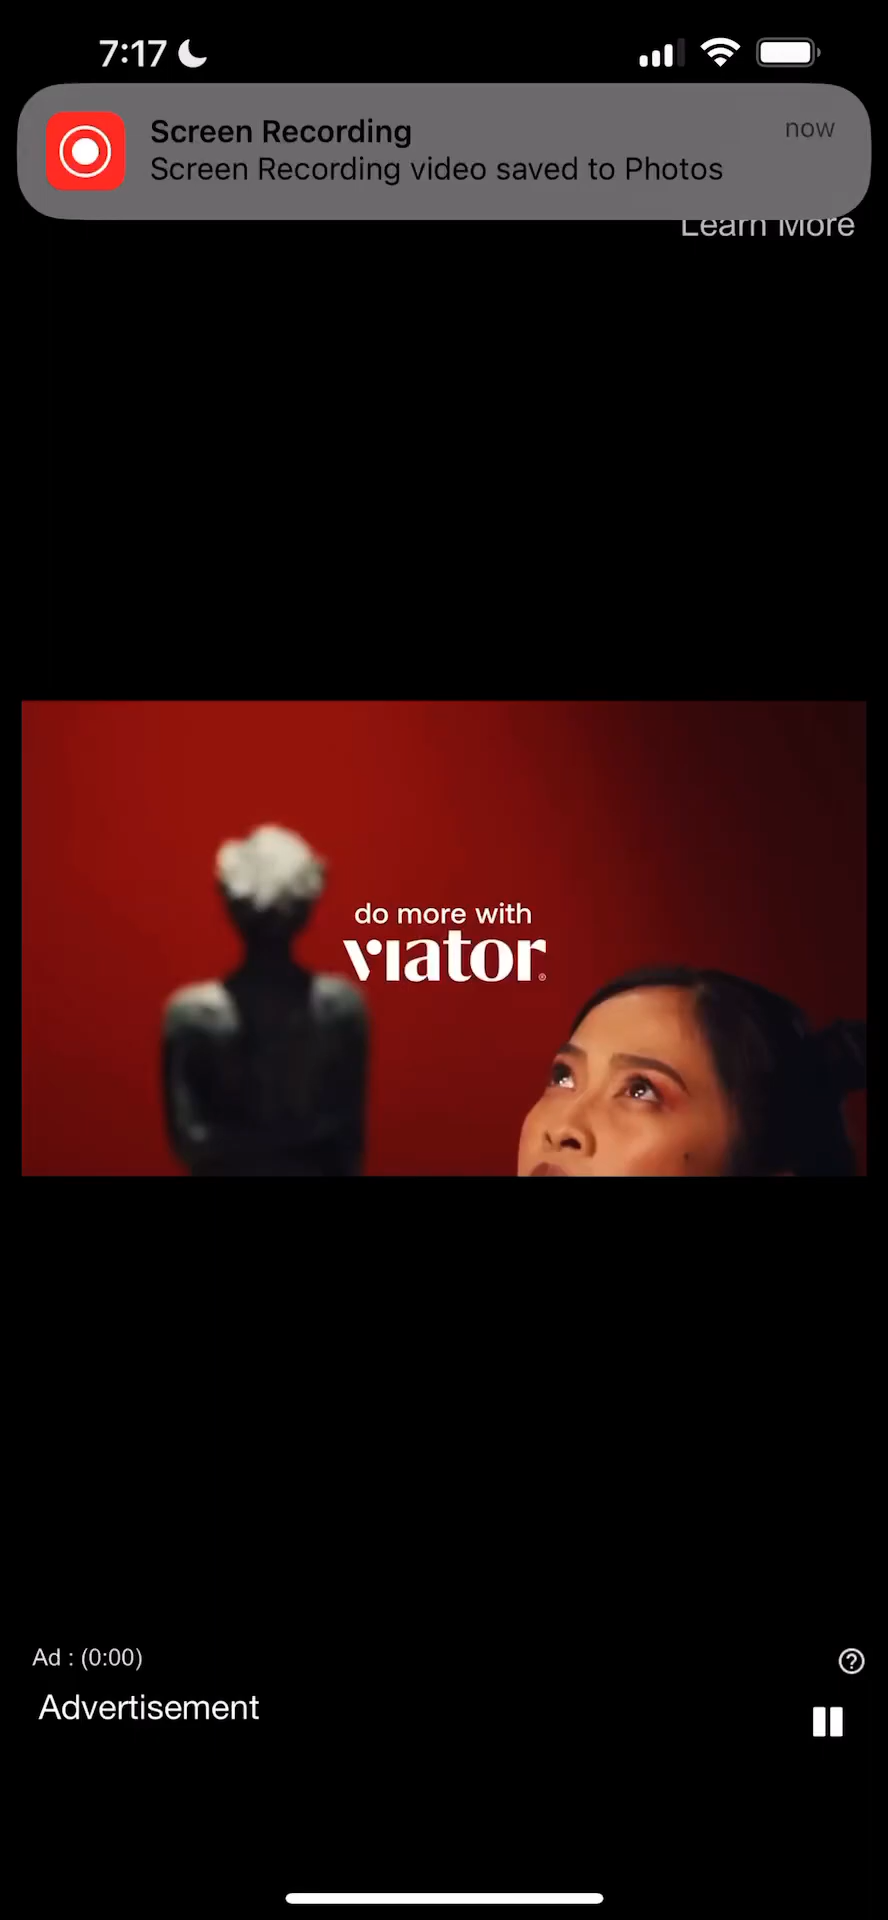 7:17
Screen Recording
now
Screen Recording video saved to Photos
Learn More
do more with
viator
Ad : (0:00)
Advertisement